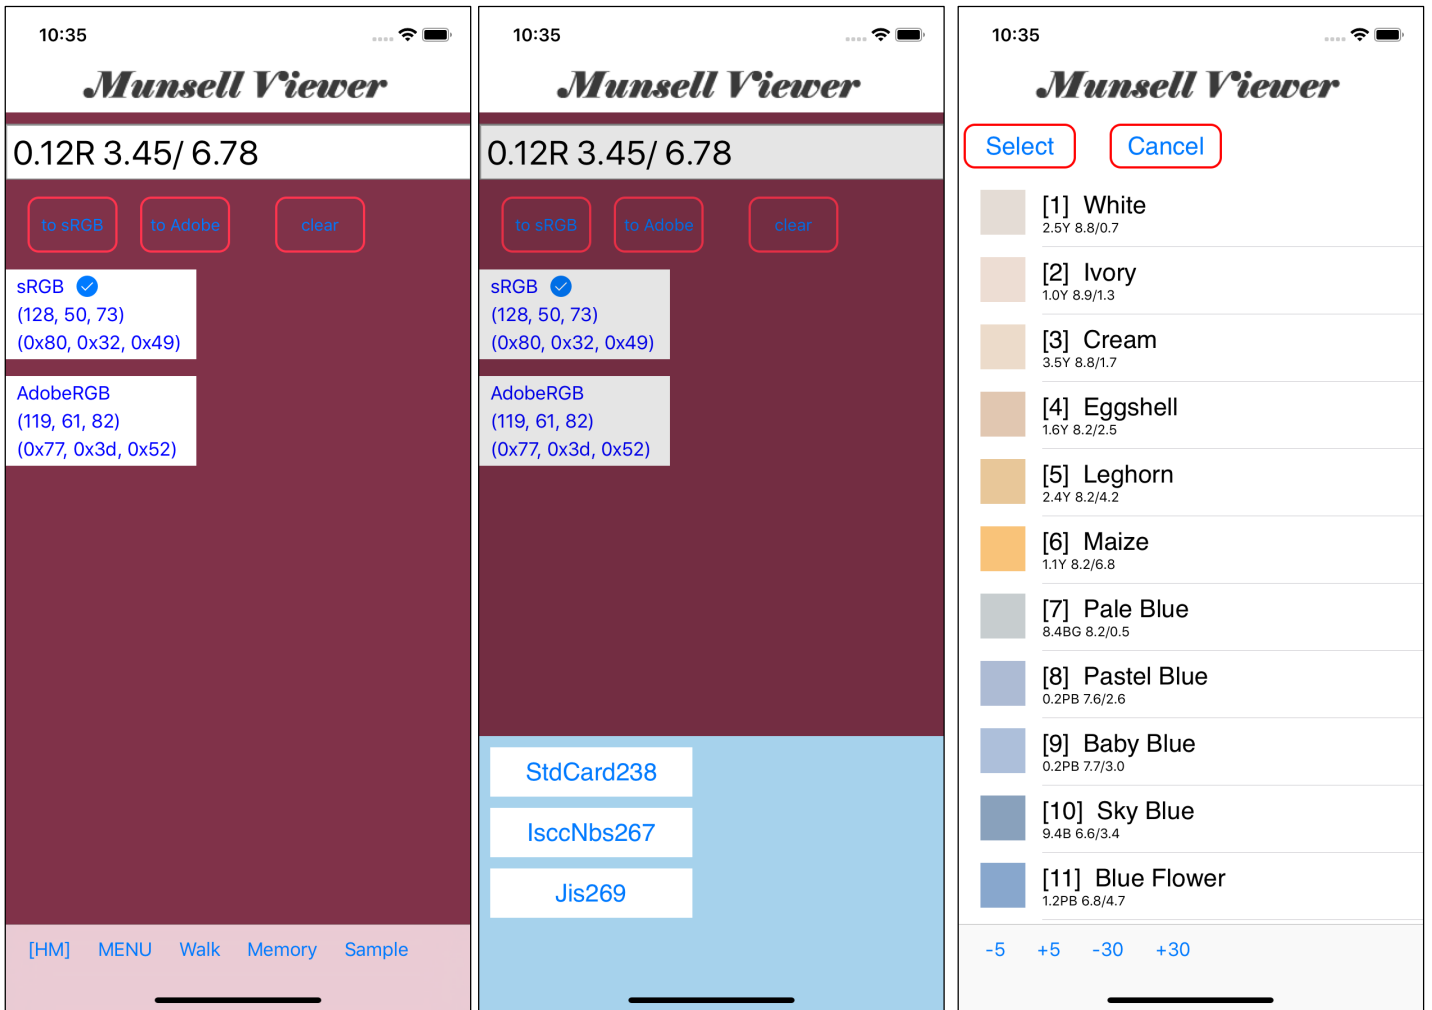 10:35
Munsell Viewer
0.12R 3.45/ 6.78
to sRGB to Adobe clear
sRGB
(128, 50, 73)
(0x80, 0x32, 0x49)
AdobeRGB
(119, 61, 82)
(0x77, 0x3d, 0x52)
[HM] MENU Walk Memory Sample
10:35
Munsell Viewer
0.12R 3.45/ 6.78
to sRGB to Adobe clear
sRGB
(128, 50, 73)
(0x80, 0x32, 0x49)
AdobeRGB
(119, 61, 82)
(0x77, 0x3d, 0x52)
StdCard238
IsccNbs267
Jis269
10:35
Munsell Viewer
Select Cancel
[1] White
2.5Y 8.8/0.7
[2] Ivory
1.0Y 8.9/1.3
[3] Cream
3.5Y 8.8/1.7
[4] Eggshell
1.6Y 8.2/2.5
[5] Leghorn
2.4Y 8.2/4.2
[6] Maize
1.1Y 8.2/6.8
[7] Pale Blue
8.4BG 8.2/0.5
[8] Pastel Blue
0.2PB 7.6/2.6
[9] Baby Blue
0.2PB 7.7/3.0
[10] Sky Blue
9.4B 6.6/3.4
[11] Blue Flower
1.2PB 6.8/4.7
-5 +5 -30 +30